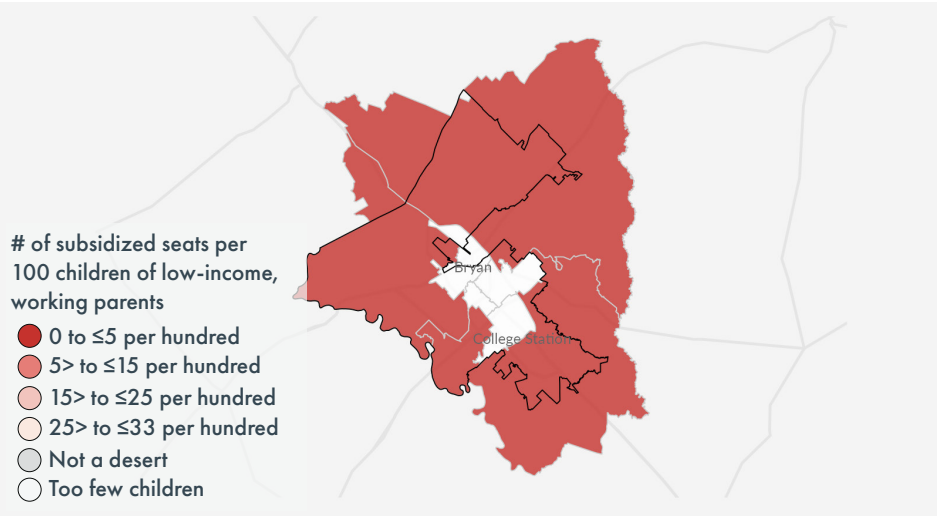 # of subsidized seats per
100 children of low-income,
working parents
0 to ≤5 per hundred
5> to ≤15 per hundred
15> to ≤25 per hundred
25> to ≤33 per hundred
Not a desert
Too few children
Bryan
College Station